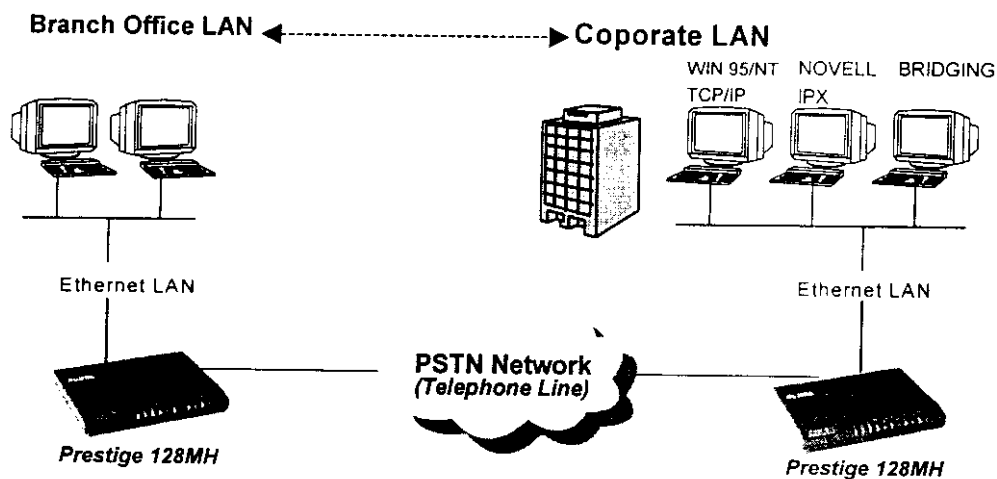 Branch Office LAN
Coporate LAN
WIN 95/NT
TCP/IP
NOVELL
IPX
BRIDGING
Ethernet LAN
Ethernet LAN
PSTN Network
(Telephone Line)
Prestige 128MH
Prestige 128MH